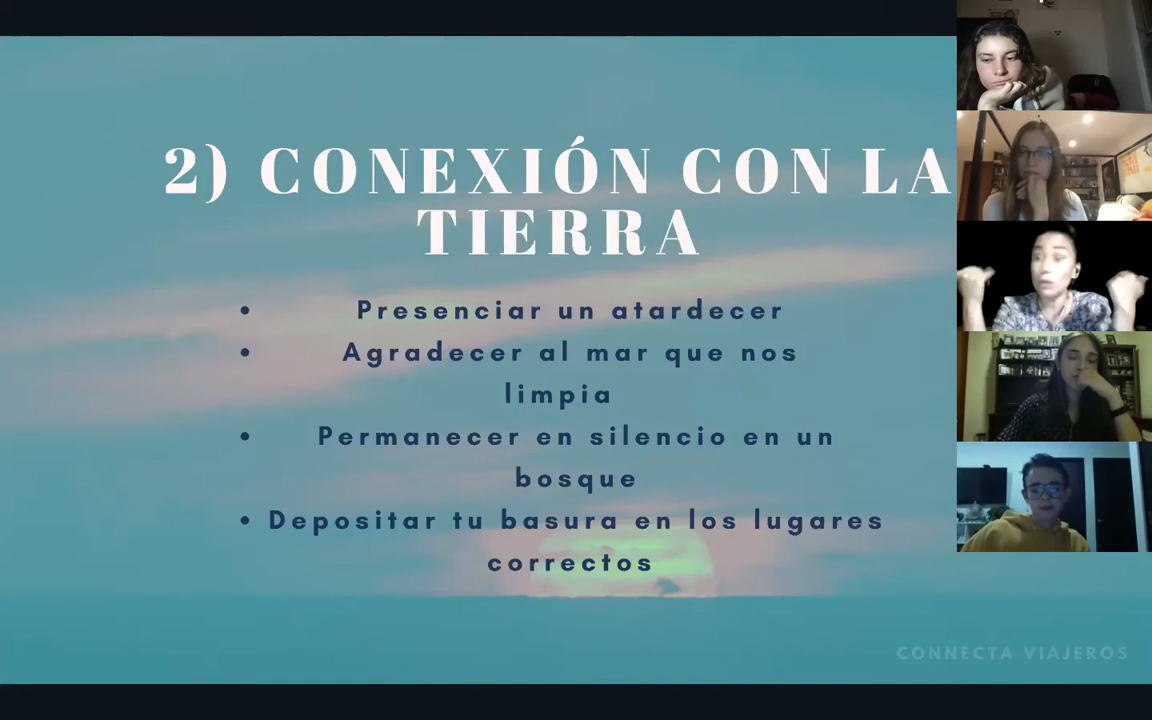 2) CONEXIÓN CON LA
TIERRA
• Presenciar un atardecer
• Agradecer al mar que nos
limpia
• Permanecer en silencio en un
bosque
• Depositar tu basura en los lugares
correctos
CONNECTA VIAJEROS